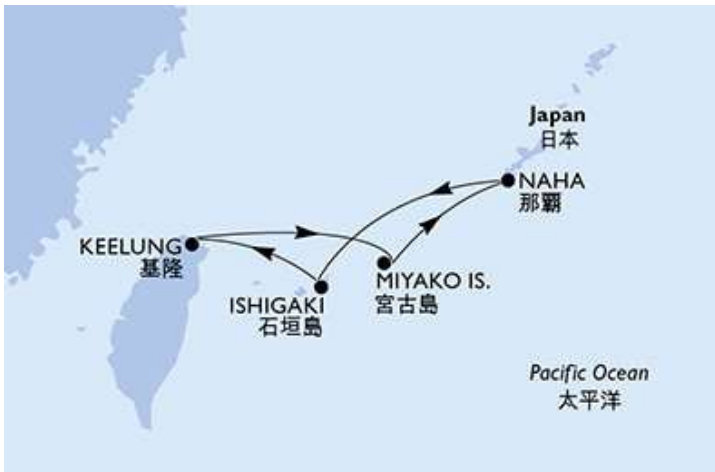 Japan
日本
NAHA
那覇
KEELUNG
基隆
MIYAKO IS.
宮古島
ISHIGAKI
石垣島
Pacific Ocean
太平洋